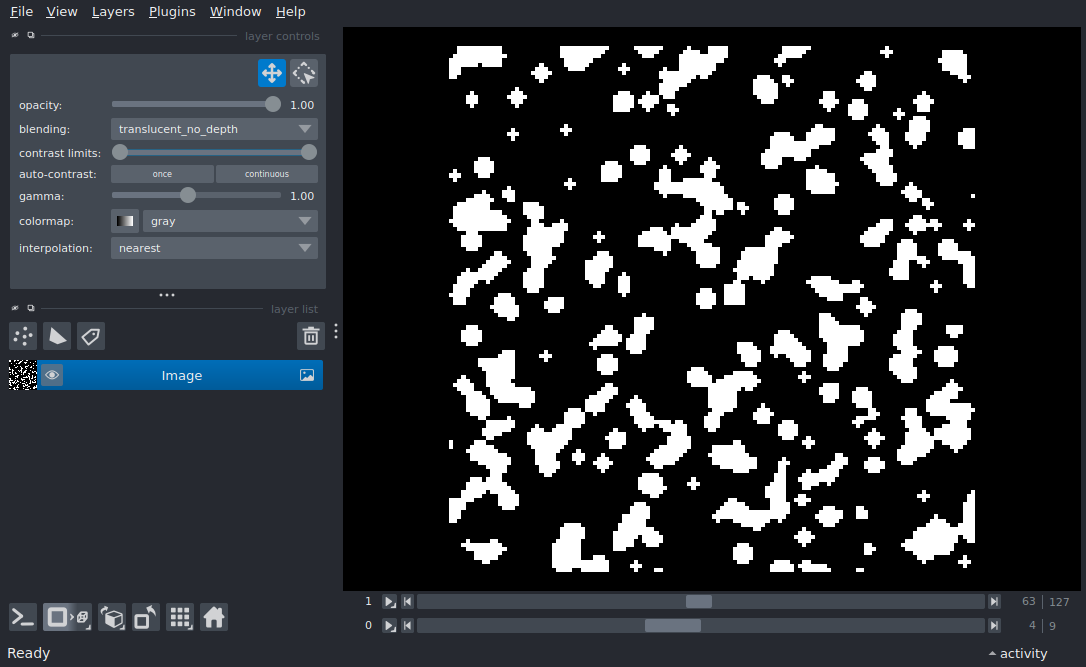 File View Layers Plugins Window Help
layer controls
opacity: 1.00
blending: translucent_no_depth
contrast limits:
auto-contrast: once continuous
gamma: 1.00
colormap: gray
interpolation: nearest
layer list
Image
1 63 127
0 4 9
Ready activity